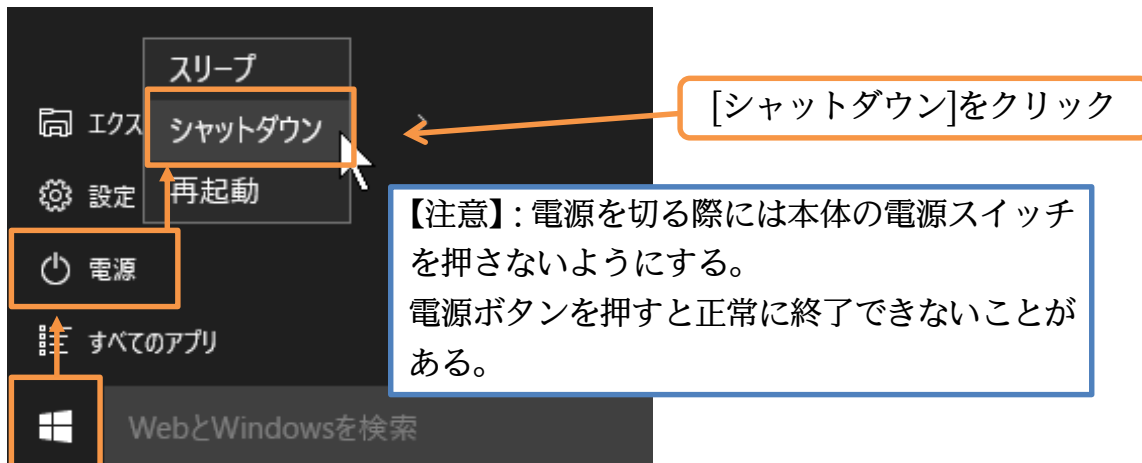 スリープ
エクス
シャットダウン
[シャットダウン]をクリック
設定
再起動
【注意】: 電源を切る際には本体の電源スイッチ
を押さないようにする。
電源ボタンを押すと正常に終了できないことが
ある。
電源
すべてのアプリ
WebとWindowsを検索